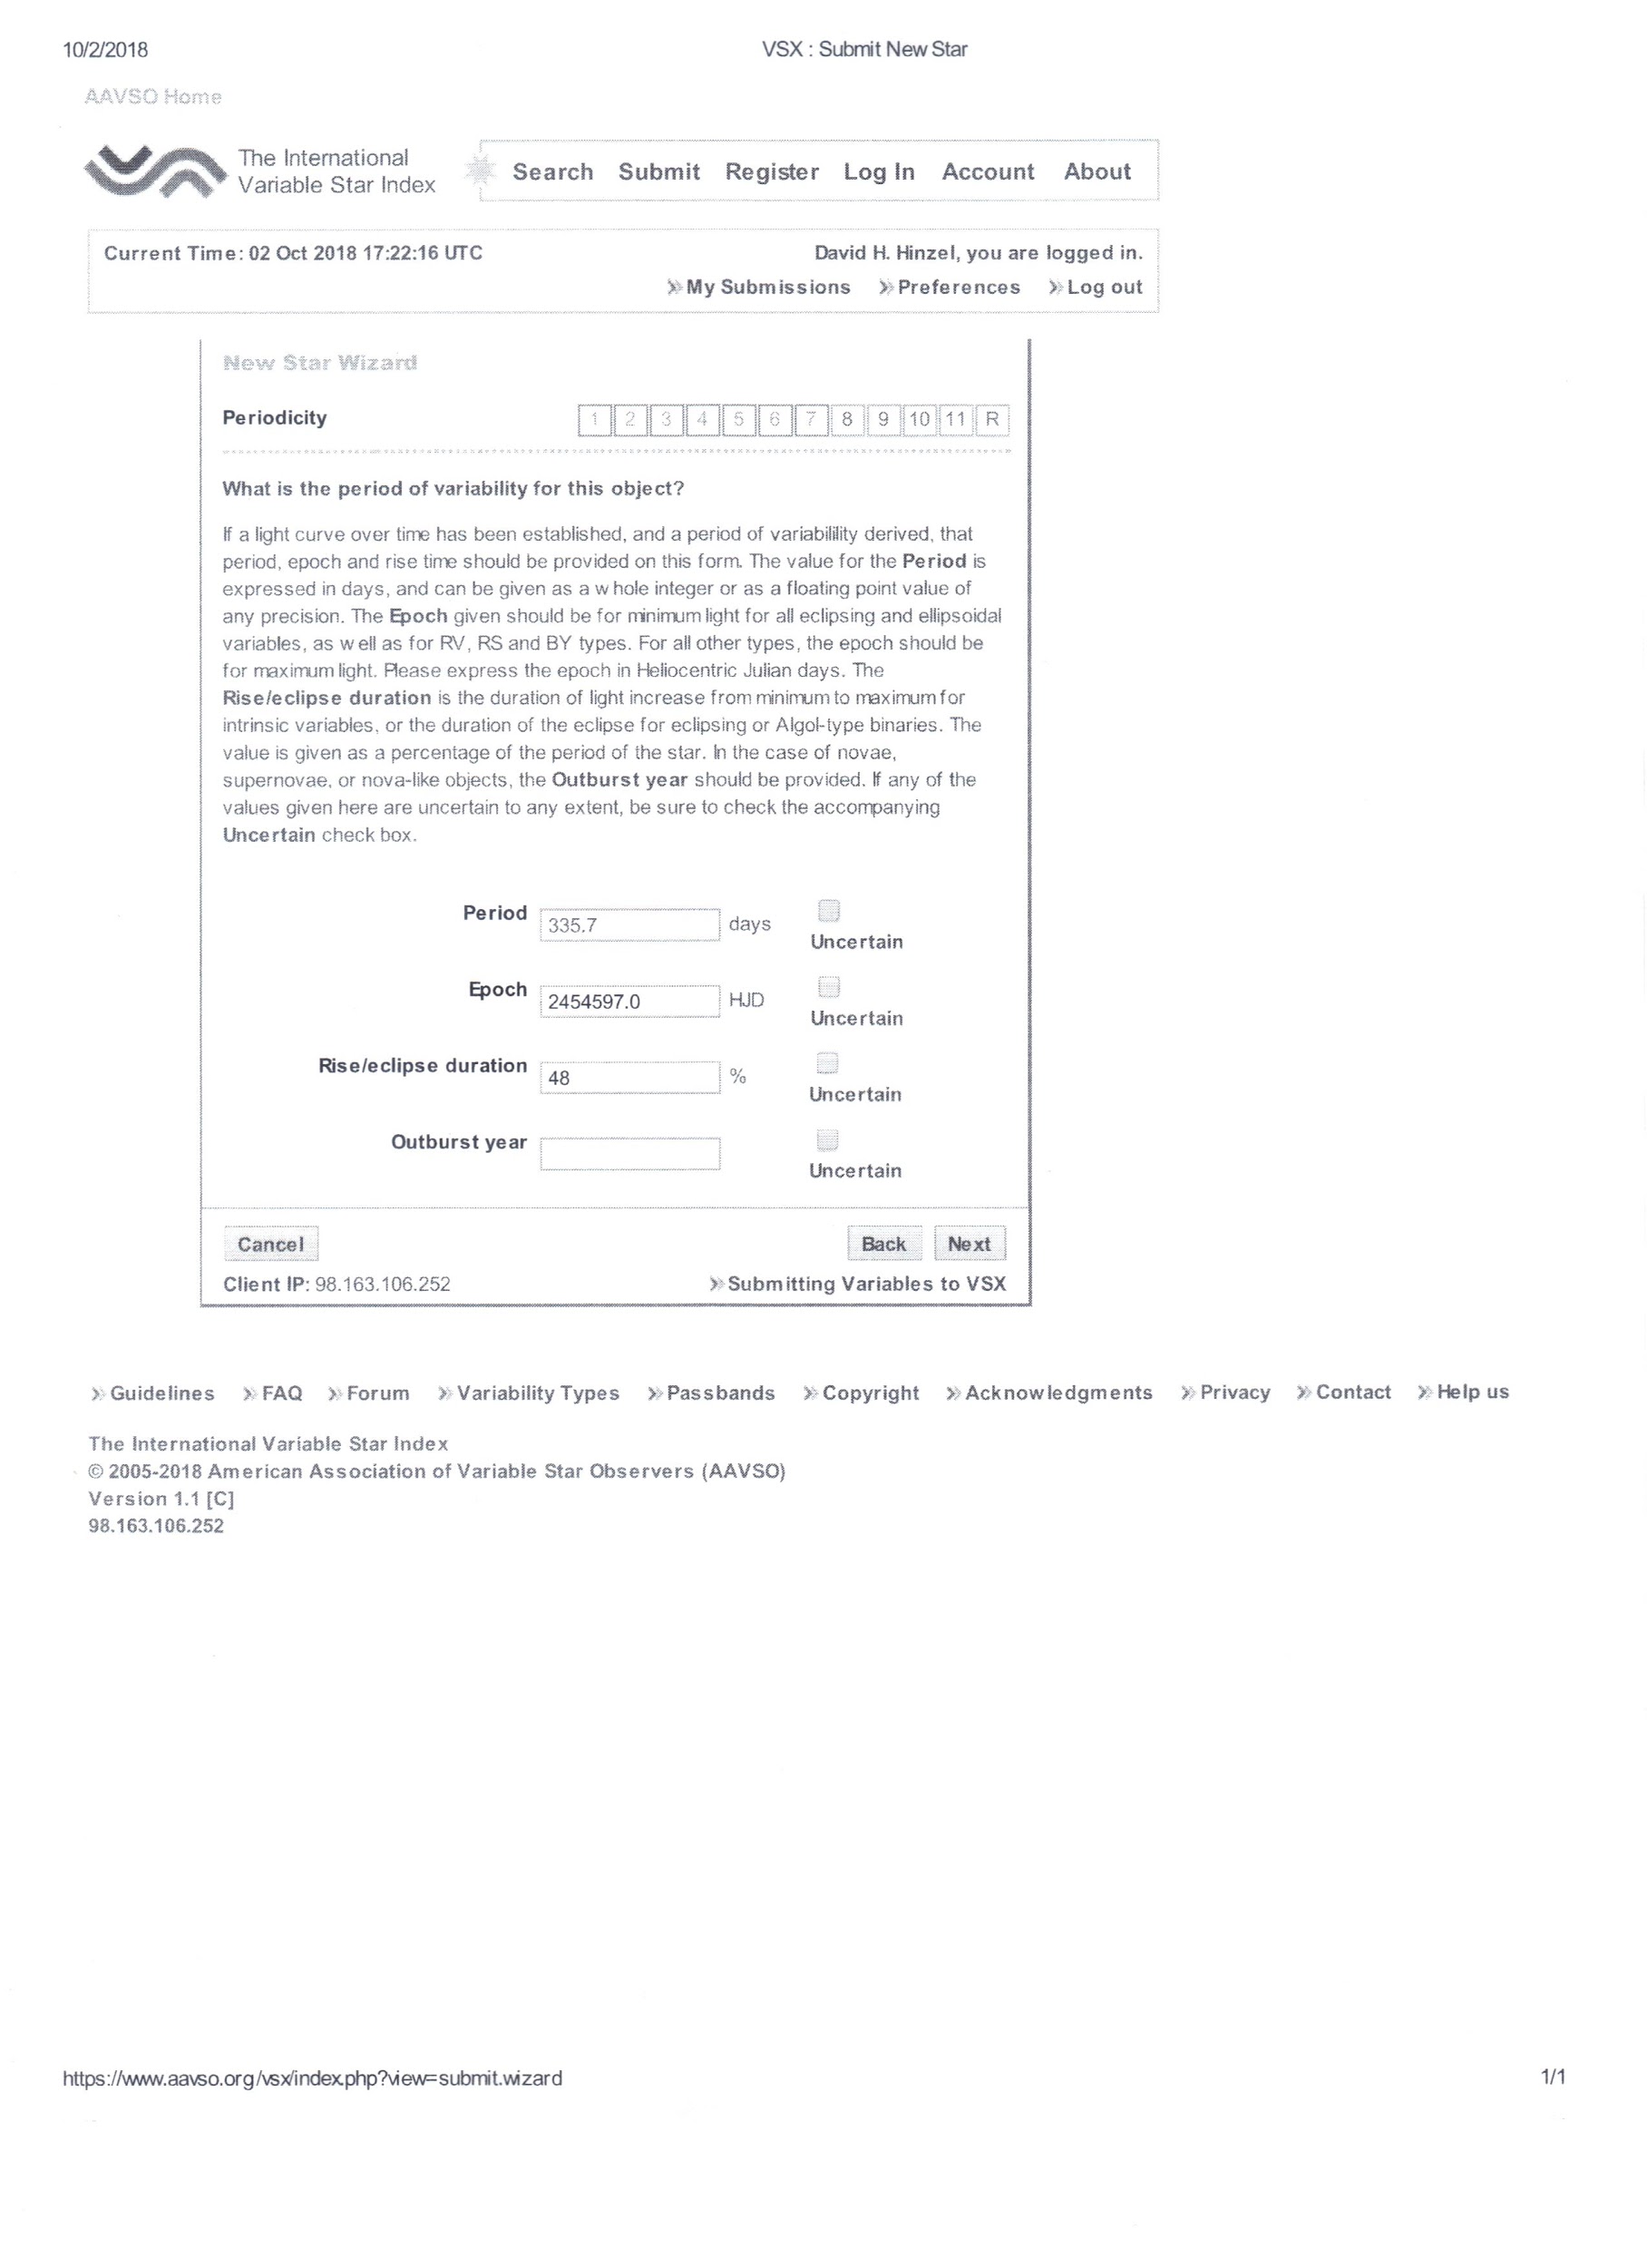 10/2/2018 VSX : Submit New Star
AAVSO Home
The International
Variable Star Index
Search Submit Register Log In Account About
Current Time: 02 Oct 2018 17:22:16 UTC David H. Hinzel, you are logged in.
» My Submissions » Preferences » Log out
New Star Wizard
Periodicity 1 2 3 4 5 6 7 8 9 10 11 R
What is the period of variability for this object?
If a light curve over time has been established, and a period of variabilility derived, that
period, epoch and rise time should be provided on this form. The value for the Period is
expressed in days, and can be given as a whole integer or as a floating point value of
any precision. The Epoch given should be for minimum light for all eclipsing and ellipsoidal
variables, as well as for RV, RS and BY types. For all other types, the epoch should be
for maximum light. Please express the epoch in Heliocentric Julian days. The
Rise/eclipse duration is the duration of light increase from minimum to maximum for
intrinsic variables, or the duration of the eclipse for eclipsing or Algol-type binaries. The
value is given as a percentage of the period of the star. In the case of novae,
supernovae, or nova-like objects, the Outburst year should be provided. If any of the
values given here are uncertain to any extent, be sure to check the accompanying
Uncertain check box.
Period 335.7 days
Uncertain
Epoch 2454597.0 HJD
Uncertain
Rise/eclipse duration 48 %
Uncertain
Outburst year
Uncertain
Cancel Back Next
Client IP: 98.163.106.252 » Submitting Variables to VSX
» Guidelines » FAQ » Forum » Variability Types » Passbands » Copyright » Acknowledgments » Privacy » Contact » Help us
The International Variable Star Index
© 2005-2018 American Association of Variable Star Observers (AAVSO)
Version 1.1 [C]
98.163.106.252
https://www.aavso.org/vsx/index.php?view=submit.wizard 1/1